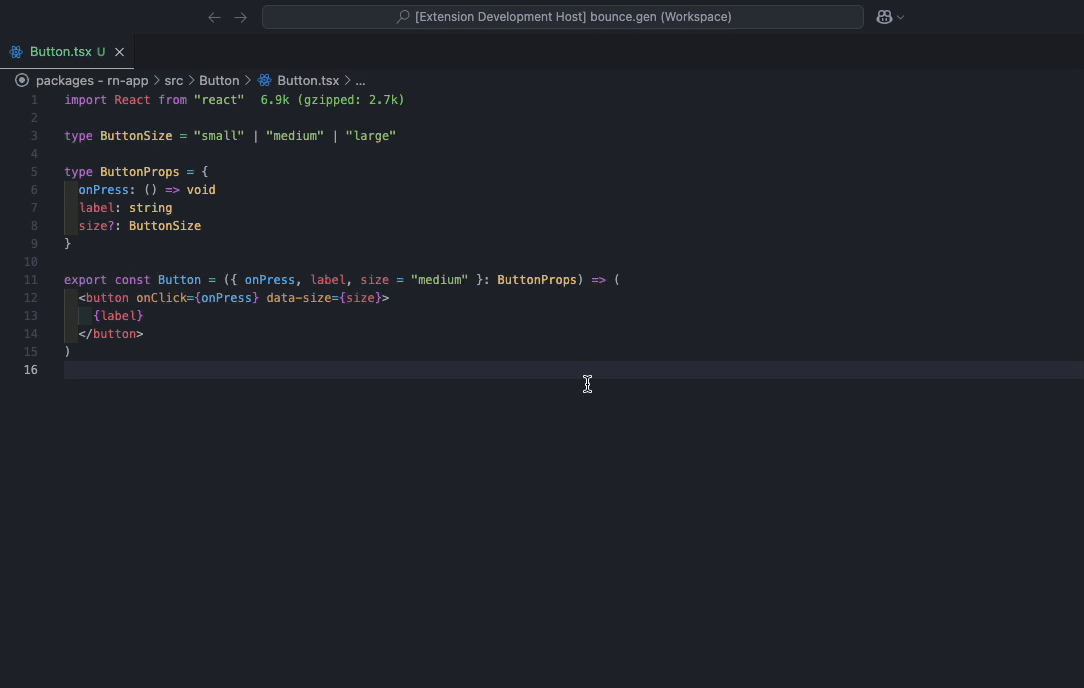 [Extension Development Host] bounce.gen (Workspace)
Button.tsx U
packages - rn-app > src > Button > Button.tsx > ...
1 import React from "react" 6.9k (gzipped: 2.7k)
2
3 type ButtonSize = "small" | "medium" | "large"
4
5 type ButtonProps = {
6 onPress: () => void
7 label: string
8 size?: ButtonSize
9 }
10
11 export const Button = ({ onPress, label, size = "medium" }: ButtonProps) => (
12 <button onClick={onPress} data-size={size}>
13 {label}
14 </button>
15 )
16